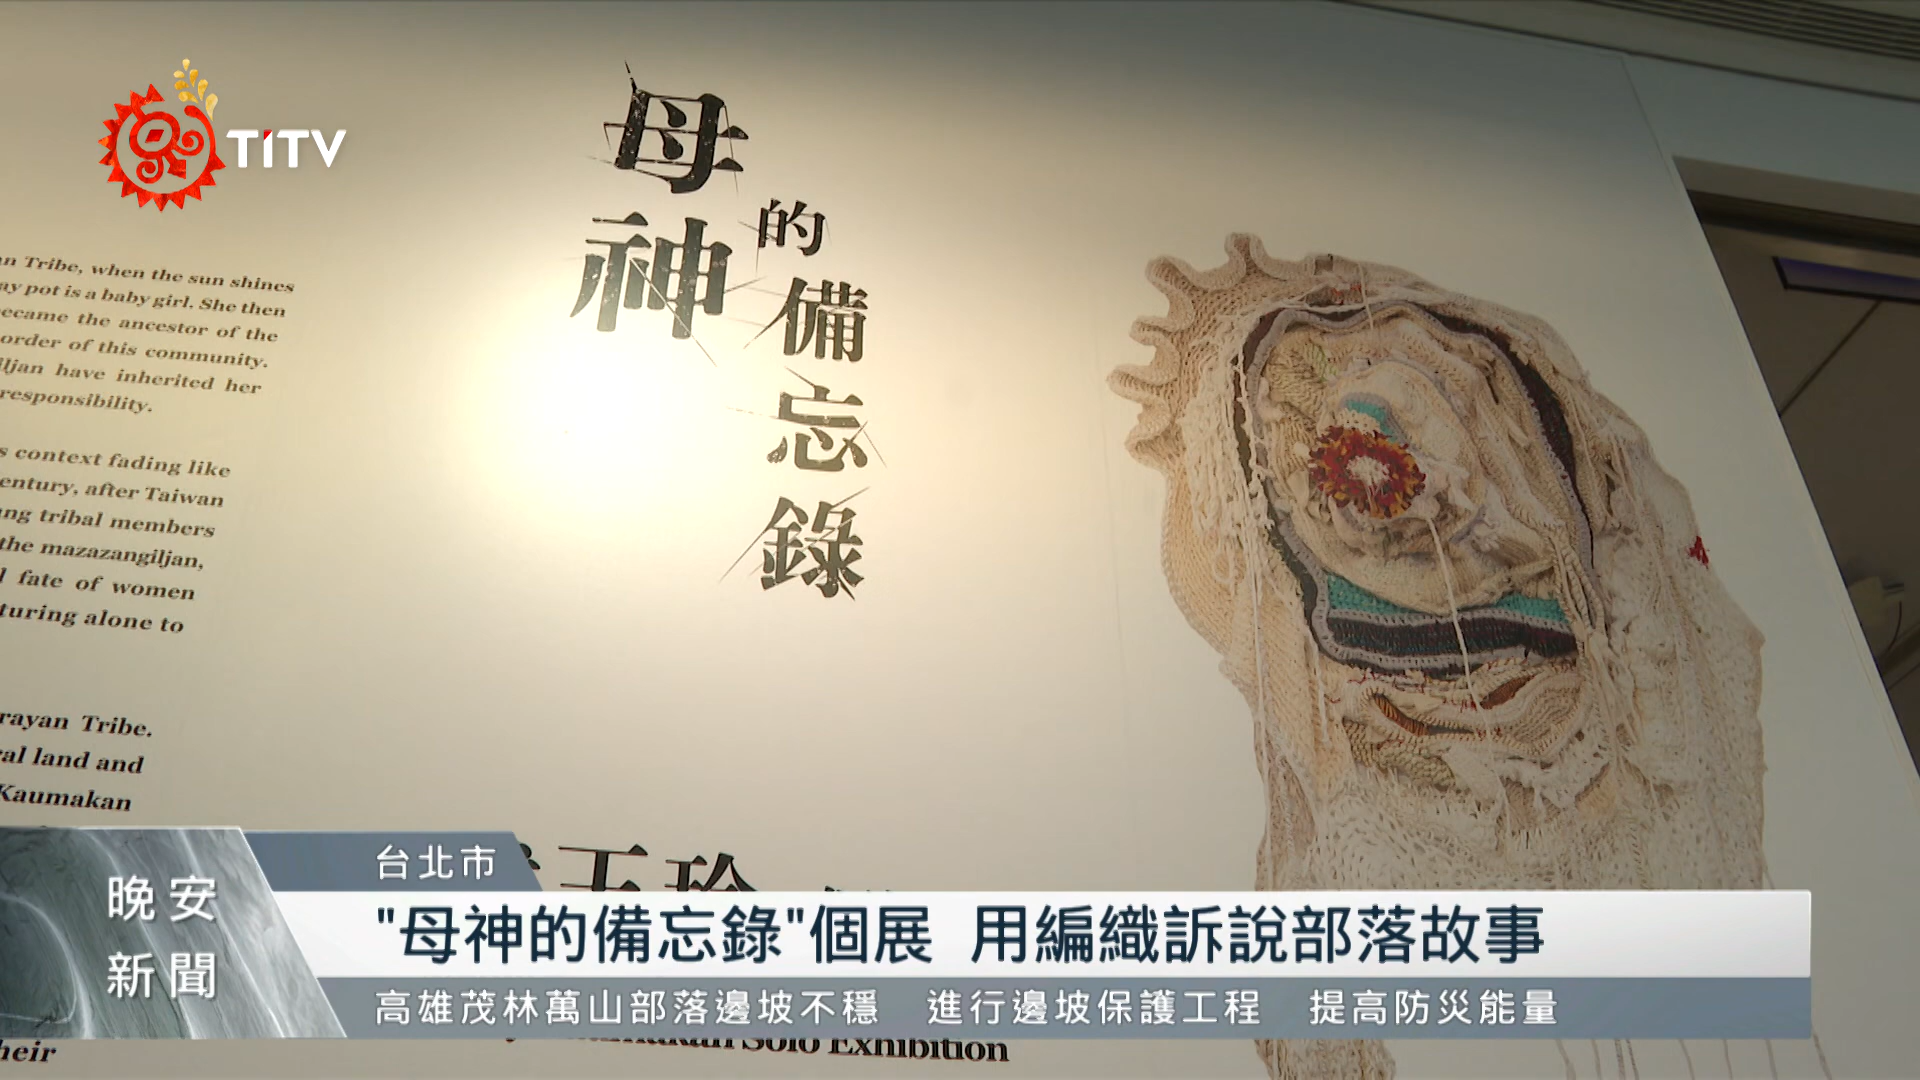 TITV
母神
的備忘錄
n Tribe, when the sun shines
ay pot is a baby girl. She then
ecame the ancestor of the
order of this community.
iljan have inherited her
responsibility.
s context fading like
entury, after Taiwan
ng tribal members
the mazazangiljan,
l fate of women
turing alone to
rayan Tribe.
al land and
Kaumakan
heir
玉玲
Solo Exhibition
晚安
新聞
台北市
"母神的備忘錄"個展 用編織訴說部落故事
高雄茂林萬山部落邊坡不穩 進行邊坡保護工程 提高防災能量